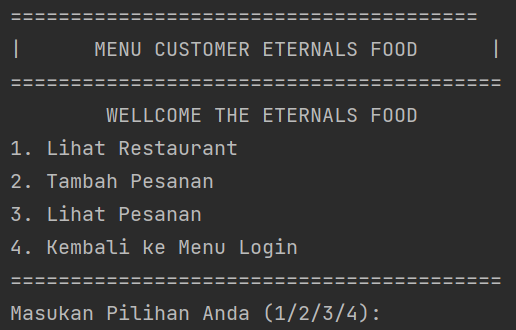 =======================================
|      MENU CUSTOMER ETERNALS FOOD      |
=========================================
        WELLCOME THE ETERNALS FOOD
1. Lihat Restaurant
2. Tambah Pesanan
3. Lihat Pesanan
4. Kembali ke Menu Login
=========================================
Masukan Pilihan Anda (1/2/3/4):